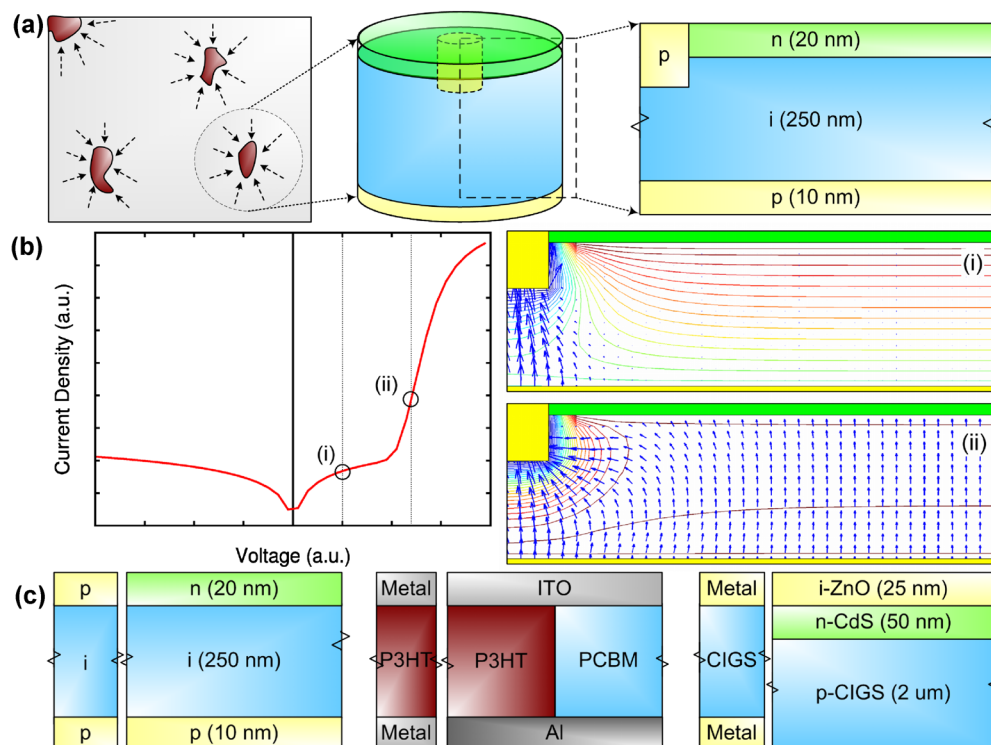 (a)
p
n (20 nm)
i (250 nm)
p (10 nm)
(b)
Current Density (a.u.)
(i)
(ii)
Voltage (a.u.)
(i)
(ii)
(c)
p
i
p
n (20 nm)
i (250 nm)
p (10 nm)
Metal
P3HT
Metal
ITO
P3HT
PCBM
Al
Metal
CIGS
Metal
i-ZnO (25 nm)
n-CdS (50 nm)
p-CIGS (2 um)